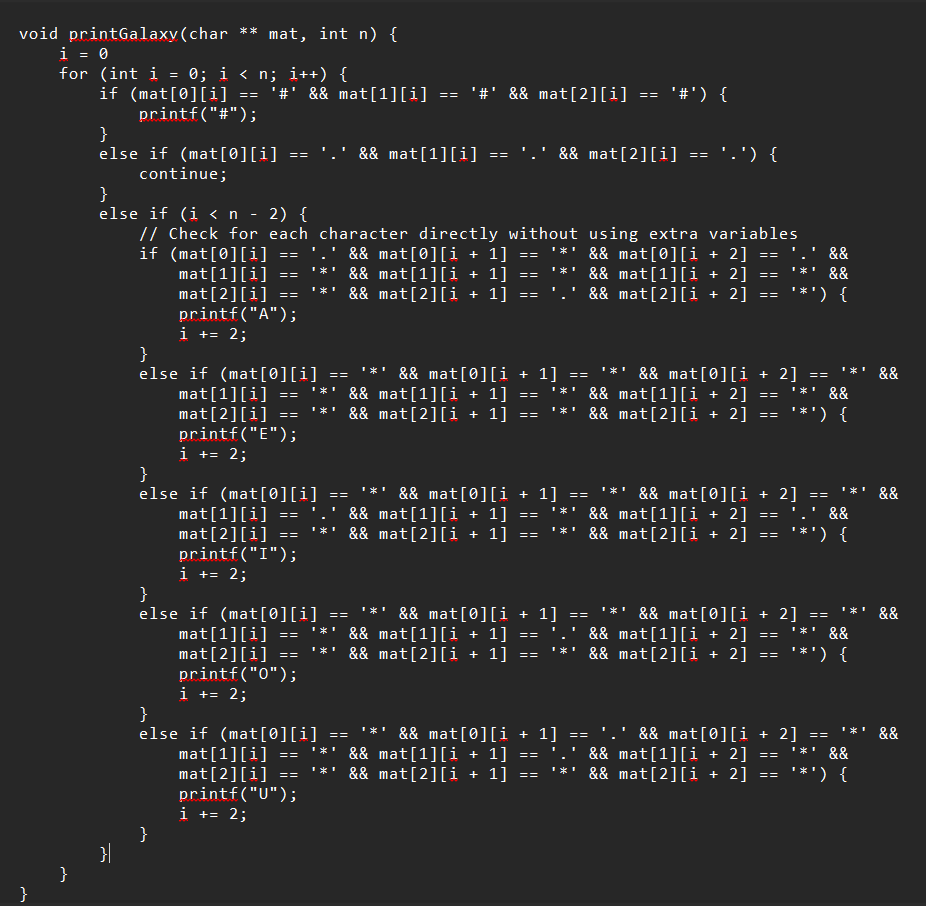 void printGalaxy(char ** mat, int n) {
    i = 0
    for (int i = 0; i < n; i++) {
        if (mat[0][i] == '#' && mat[1][i] == '#' && mat[2][i] == '#') {
            printf("#");
        }
        else if (mat[0][i] == '.' && mat[1][i] == '.' && mat[2][i] == '.') {
            continue;
        }
        else if (i < n - 2) {
            // Check for each character directly without using extra variables
            if (mat[0][i] == '.' && mat[0][i + 1] == '*' && mat[0][i + 2] == '.' &&
                mat[1][i] == '*' && mat[1][i + 1] == '*' && mat[1][i + 2] == '*' &&
                mat[2][i] == '*' && mat[2][i + 1] == '.' && mat[2][i + 2] == '*') {
                printf("A");
                i += 2;
            }
            else if (mat[0][i] == '*' && mat[0][i + 1] == '*' && mat[0][i + 2] == '*' &&
                mat[1][i] == '*' && mat[1][i + 1] == '*' && mat[1][i + 2] == '*' &&
                mat[2][i] == '*' && mat[2][i + 1] == '*' && mat[2][i + 2] == '*') {
                printf("E");
                i += 2;
            }
            else if (mat[0][i] == '*' && mat[0][i + 1] == '*' && mat[0][i + 2] == '*' &&
                mat[1][i] == '.' && mat[1][i + 1] == '*' && mat[1][i + 2] == '.' &&
                mat[2][i] == '*' && mat[2][i + 1] == '*' && mat[2][i + 2] == '*') {
                printf("I");
                i += 2;
            }
            else if (mat[0][i] == '*' && mat[0][i + 1] == '*' && mat[0][i + 2] == '*' &&
                mat[1][i] == '*' && mat[1][i + 1] == '.' && mat[1][i + 2] == '*' &&
                mat[2][i] == '*' && mat[2][i + 1] == '*' && mat[2][i + 2] == '*') {
                printf("O");
                i += 2;
            }
            else if (mat[0][i] == '*' && mat[0][i + 1] == '.' && mat[0][i + 2] == '*' &&
                mat[1][i] == '*' && mat[1][i + 1] == '.' && mat[1][i + 2] == '*' &&
                mat[2][i] == '*' && mat[2][i + 1] == '*' && mat[2][i + 2] == '*') {
                printf("U");
                i += 2;
            }
        }
    }
}